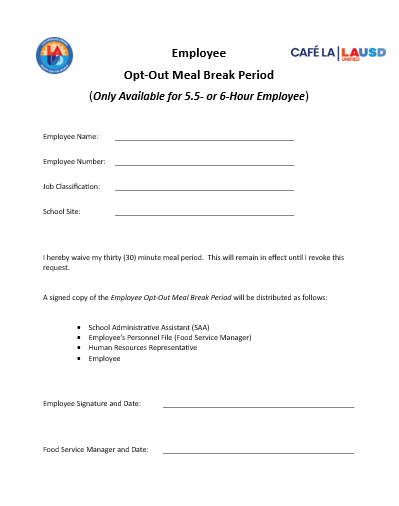 Employee
CAFÉ LA LAUSD
UNIFIED
Opt-Out Meal Break Period
(Only Available for 5.5- or 6-Hour Employee)
Employee Name:
Employee Number:
Job Classification:
School Site:
I hereby waive my thirty (30) minute meal period. This will remain in effect until I revoke this
request.
A signed copy of the Employee Opt-Out Meal Break Period will be distributed as follows:
• School Administrative Assistant (SAA)
• Employee's Personnel File (Food Service Manager)
• Human Resources Representative
• Employee
Employee Signature and Date:
Food Service Manager and Date: